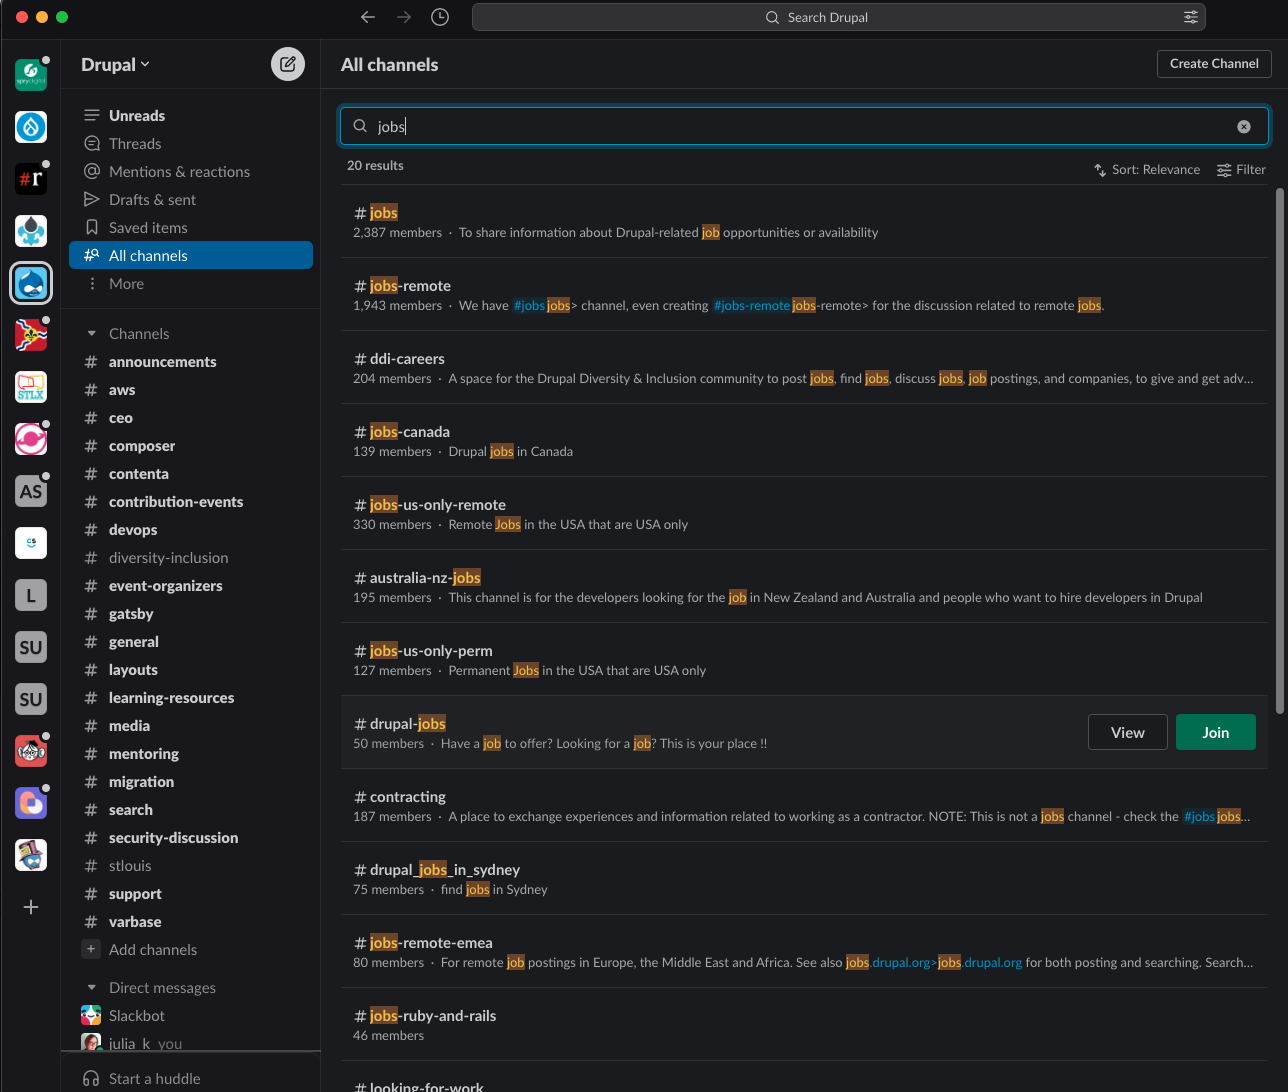 Search Drupal
Drupal
All channels
Create Channel
Unreads
Threads
Mentions & reactions
Drafts & sent
Saved items
All channels
More
Channels
# announcements
# aws
# ceo
# composer
# contenta
# contribution-events
# devops
# diversity-inclusion
# event-organizers
# gatsby
# general
# layouts
# learning-resources
# media
# mentoring
# migration
# search
# security-discussion
# stlouis
# support
# varbase
+ Add channels
Direct messages
Slackbot
julia_k you
Start a huddle
#r
STLX
AS
L
SU
SU
+
jobs
20 results
Sort: Relevance
Filter
# jobs
2,387 members · To share information about Drupal-related job opportunities or availability
# jobs-remote
1,943 members · We have #jobs jobs> channel, even creating #jobs-remote jobs-remote> for the discussion related to remote jobs.
# ddi-careers
204 members · A space for the Drupal Diversity & Inclusion community to post jobs, find jobs, discuss jobs, job postings, and companies, to give and get adv...
# jobs-canada
139 members · Drupal jobs in Canada
# jobs-us-only-remote
330 members · Remote Jobs in the USA that are USA only
# australia-nz-jobs
195 members · This channel is for the developers looking for the job in New Zealand and Australia and people who want to hire developers in Drupal
# jobs-us-only-perm
127 members · Permanent Jobs in the USA that are USA only
# drupal-jobs
50 members · Have a job to offer? Looking for a job? This is your place !!
View
Join
# contracting
187 members · A place to exchange experiences and information related to working as a contractor. NOTE: This is not a jobs channel - check the #jobs jobs...
# drupal_jobs_in_sydney
75 members · find jobs in Sydney
# jobs-remote-emea
80 members · For remote job postings in Europe, the Middle East and Africa. See also jobs.drupal.org>jobs.drupal.org for both posting and searching. Search...
# jobs-ruby-and-rails
46 members
# looking-for-work